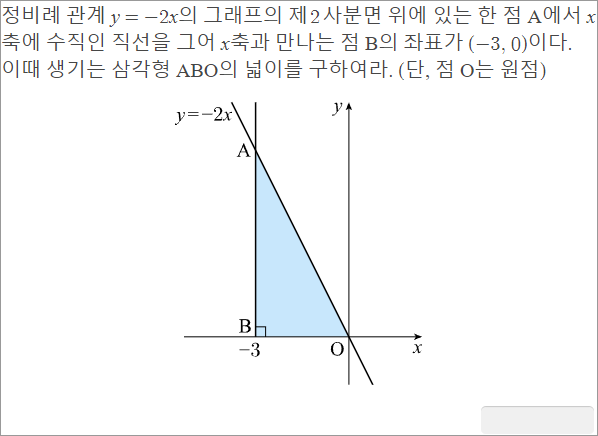 정비례 관계 y = −2x의 그래프의 제2사분면 위에 있는 한 점 A에서 x
축에 수직인 직선을 그어 x축과 만나는 점 B의 좌표가 (−3, 0)이다.
이때 생기는 삼각형 ABO의 넓이를 구하여라. (단, 점 O는 원점)
y=−2x
y
A
B
−3
O
x